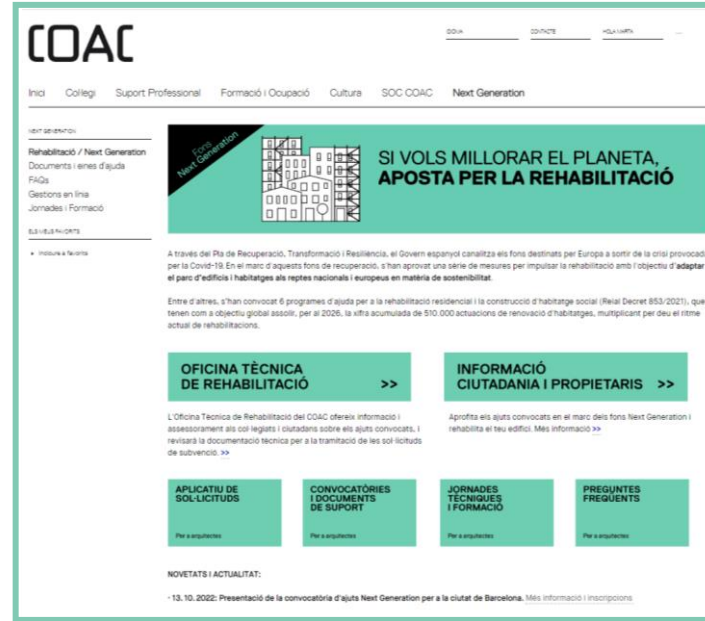 COAC
IDIOMA
CONTACTE
HOLA MARTA
Inici Col·legi Suport Professional Formació i Ocupació Cultura SOC COAC Next Generation
NEXT GENERATION
Rehabilitació / Next Generation
Documents i eines d'ajuda
FAQs
Gestions en línia
Jornades i Formació
ELS MEUS FAVORITS
Incloure a favorits
Fons
Next Generation
SI VOLS MILLORAR EL PLANETA,
APOSTA PER LA REHABILITACIÓ
A través del Pla de Recuperació, Transformació i Resiliència, el Govern espanyol canalitza els fons destinats per Europa a sortir de la crisi provocada
per la Covid-19. En el marc d'aquests fons de recuperació, s'han aprovat una sèrie de mesures per impulsar la rehabilitació amb l'objectiu d'adaptar
el parc d'edificis i habitatges als reptes nacionals i europeus en matèria de sostenibilitat.
Entre d'altres, s'han convocat 6 programes d'ajuda per a la rehabilitació residencial i la construcció d'habitatge social (Reial Decret 853/2021), que
tenen com a objectiu global assolir, per al 2026, la xifra acumulada de 510.000 actuacions de renovació d'habitatges, multiplicant per deu el ritme
actual de rehabilitacions.
OFICINA TÈCNICA
DE REHABILITACIÓ >>
INFORMACIÓ
CIUTADANIA I PROPIETARIS >>
L'Oficina Tècnica de Rehabilitació del COAC ofereix informació i
assessorament als col·legiats i ciutadans sobre els ajuts convocats, i
revisarà la documentació tècnica per a la tramitació de les sol·licituds
de subvenció. >>
Aprofita els ajuts convocats en el marc dels fons Next Generation i
rehabilita el teu edifici. Més informació >>
APLICATIU DE
SOL·LICITUDS
Per a arquitectes
CONVOCATÒRIES
I DOCUMENTS
DE SUPORT
Per a arquitectes
JORNADES
TÈCNIQUES
I FORMACIÓ
Per a arquitectes
PREGUNTES
FREQÜENTS
Per a arquitectes
NOVETATS I ACTUALITAT:
- 13.10.2022: Presentació de la convocatòria d'ajuts Next Generation per a la ciutat de Barcelona. Més informació i inscripcions